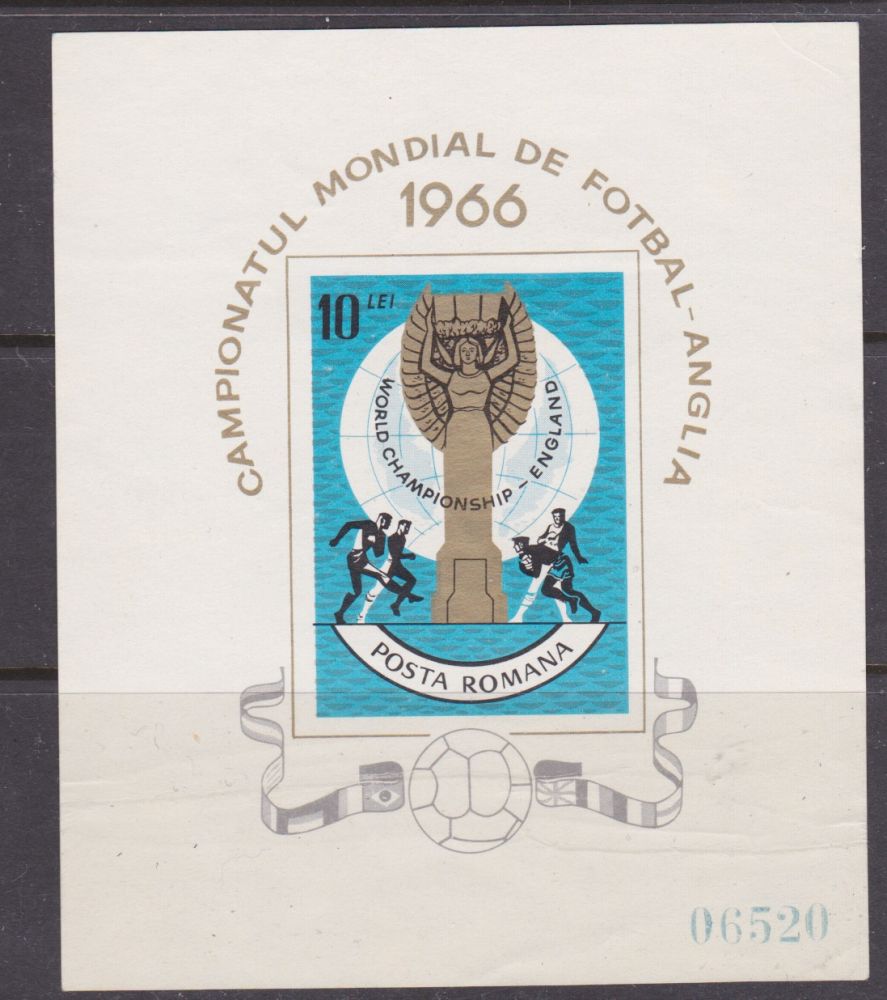 CAMPIONATUL MONDIAL DE FOTBAL-ANGLIA
1966
10 LEI
WORLD CHAMPIONSHIP - ENGLAND
POSTA ROMANA
06520